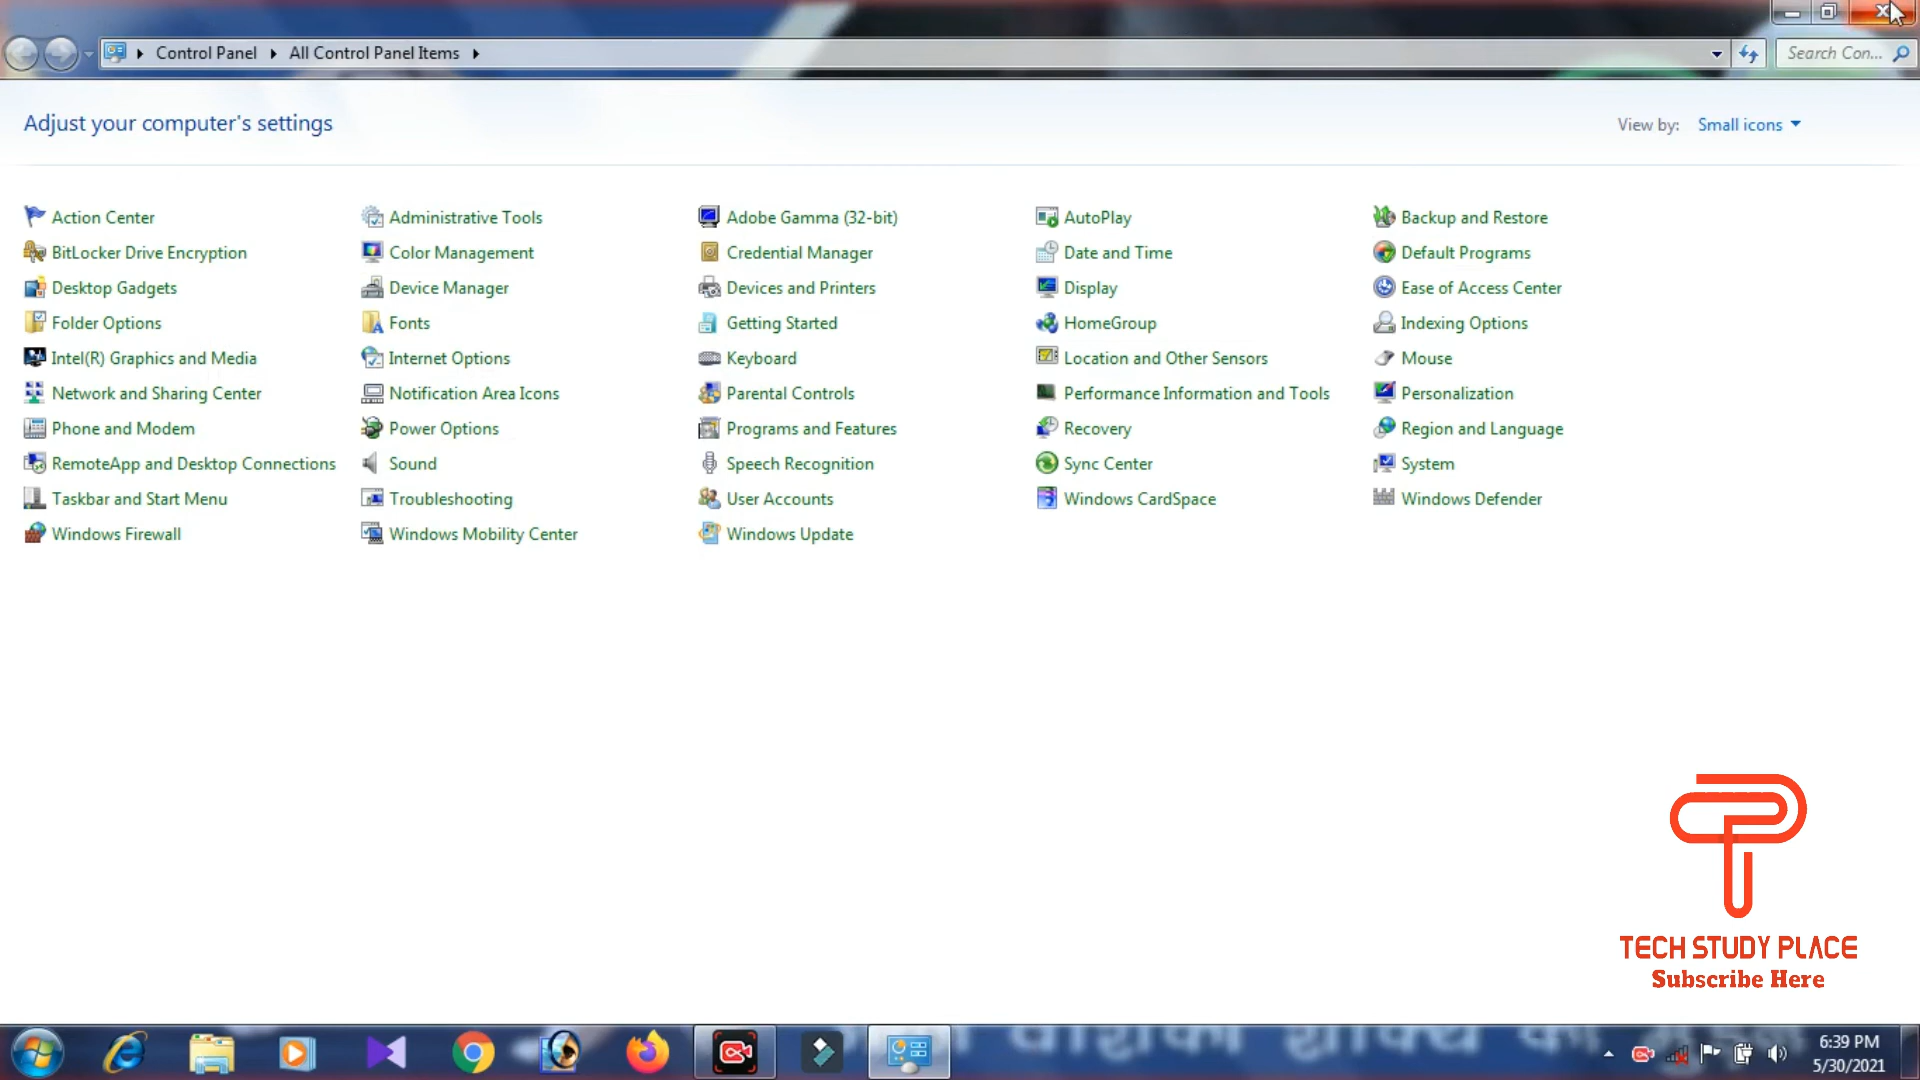 Control Panel All Control Panel Items
Search Con...
Adjust your computer's settings
View by: Small icons
Action Center Administrative Tools Adobe Gamma (32-bit) AutoPlay Backup and Restore
BitLocker Drive Encryption Color Management Credential Manager Date and Time Default Programs
Desktop Gadgets Device Manager Devices and Printers Display Ease of Access Center
Folder Options Fonts Getting Started HomeGroup Indexing Options
Intel(R) Graphics and Media Internet Options Keyboard Location and Other Sensors Mouse
Network and Sharing Center Notification Area Icons Parental Controls Performance Information and Tools Personalization
Phone and Modem Power Options Programs and Features Recovery Region and Language
RemoteApp and Desktop Connections Sound Speech Recognition Sync Center System
Taskbar and Start Menu Troubleshooting User Accounts Windows CardSpace Windows Defender
Windows Firewall Windows Mobility Center Windows Update
TECH STUDY PLACE
Subscribe Here
6:39 PM
5/30/2021